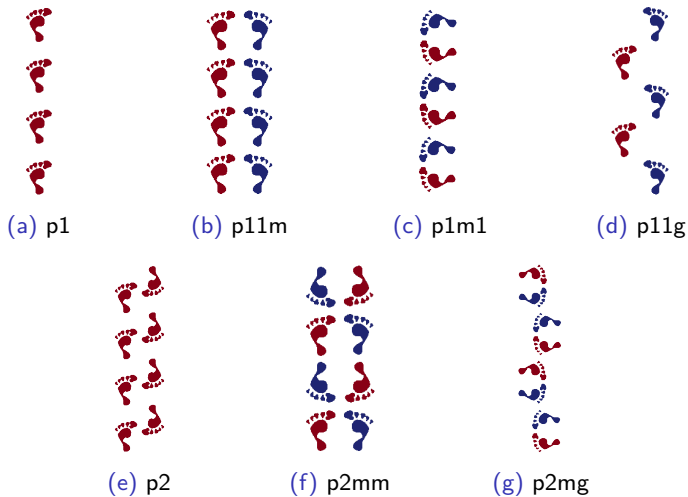 (a) p1
(b) p11m
(c) p1m1
(d) p11g
(e) p2
(f) p2mm
(g) p2mg